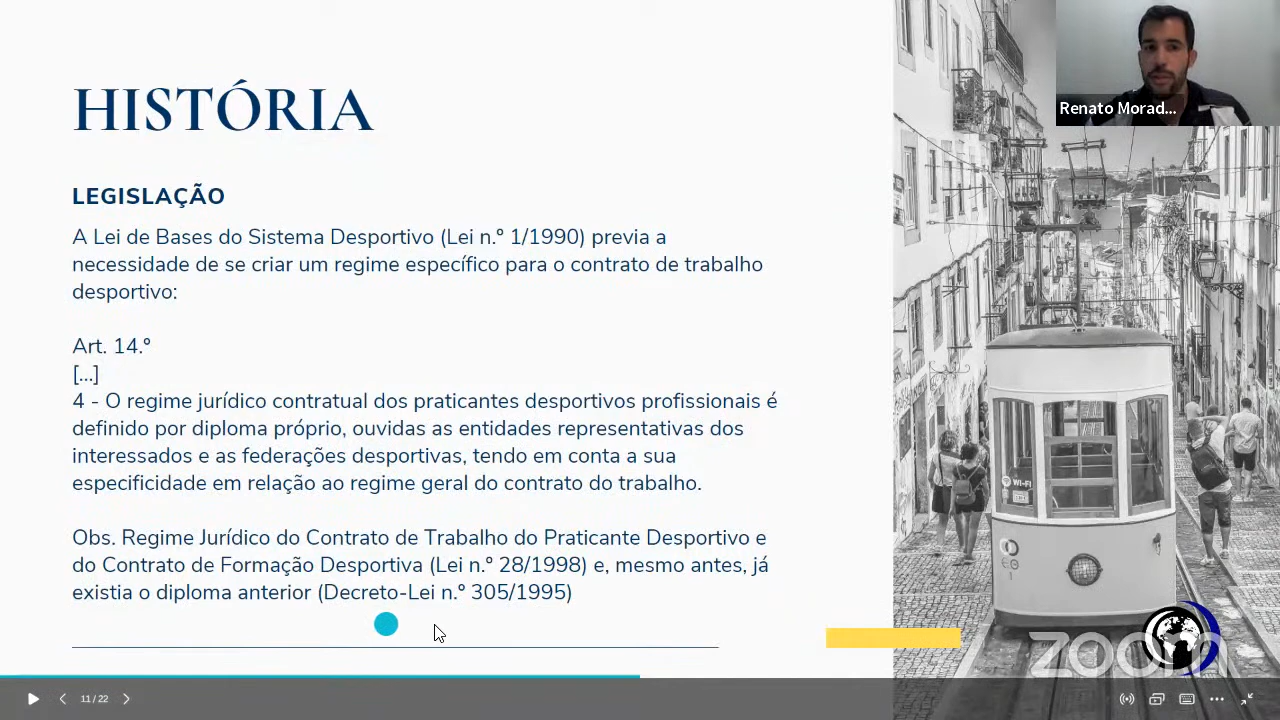 HISTÓRIA
LEGISLAÇÃO
A Lei de Bases do Sistema Desportivo (Lei n.º 1/1990) previa a
necessidade de se criar um regime específico para o contrato de trabalho
desportivo:
Art. 14.º
[...]
4 - O regime jurídico contratual dos praticantes desportivos profissionais é
definido por diploma próprio, ouvidas as entidades representativas dos
interessados e as federações desportivas, tendo em conta a sua
especificidade em relação ao regime geral do contrato do trabalho.
Obs. Regime Jurídico do Contrato de Trabalho do Praticante Desportivo e
do Contrato de Formação Desportiva (Lei n.º 28/1998) e, mesmo antes, já
existia o diploma anterior (Decreto-Lei n.º 305/1995)
Renato Morad...
WI-FI
zoom
11 / 22